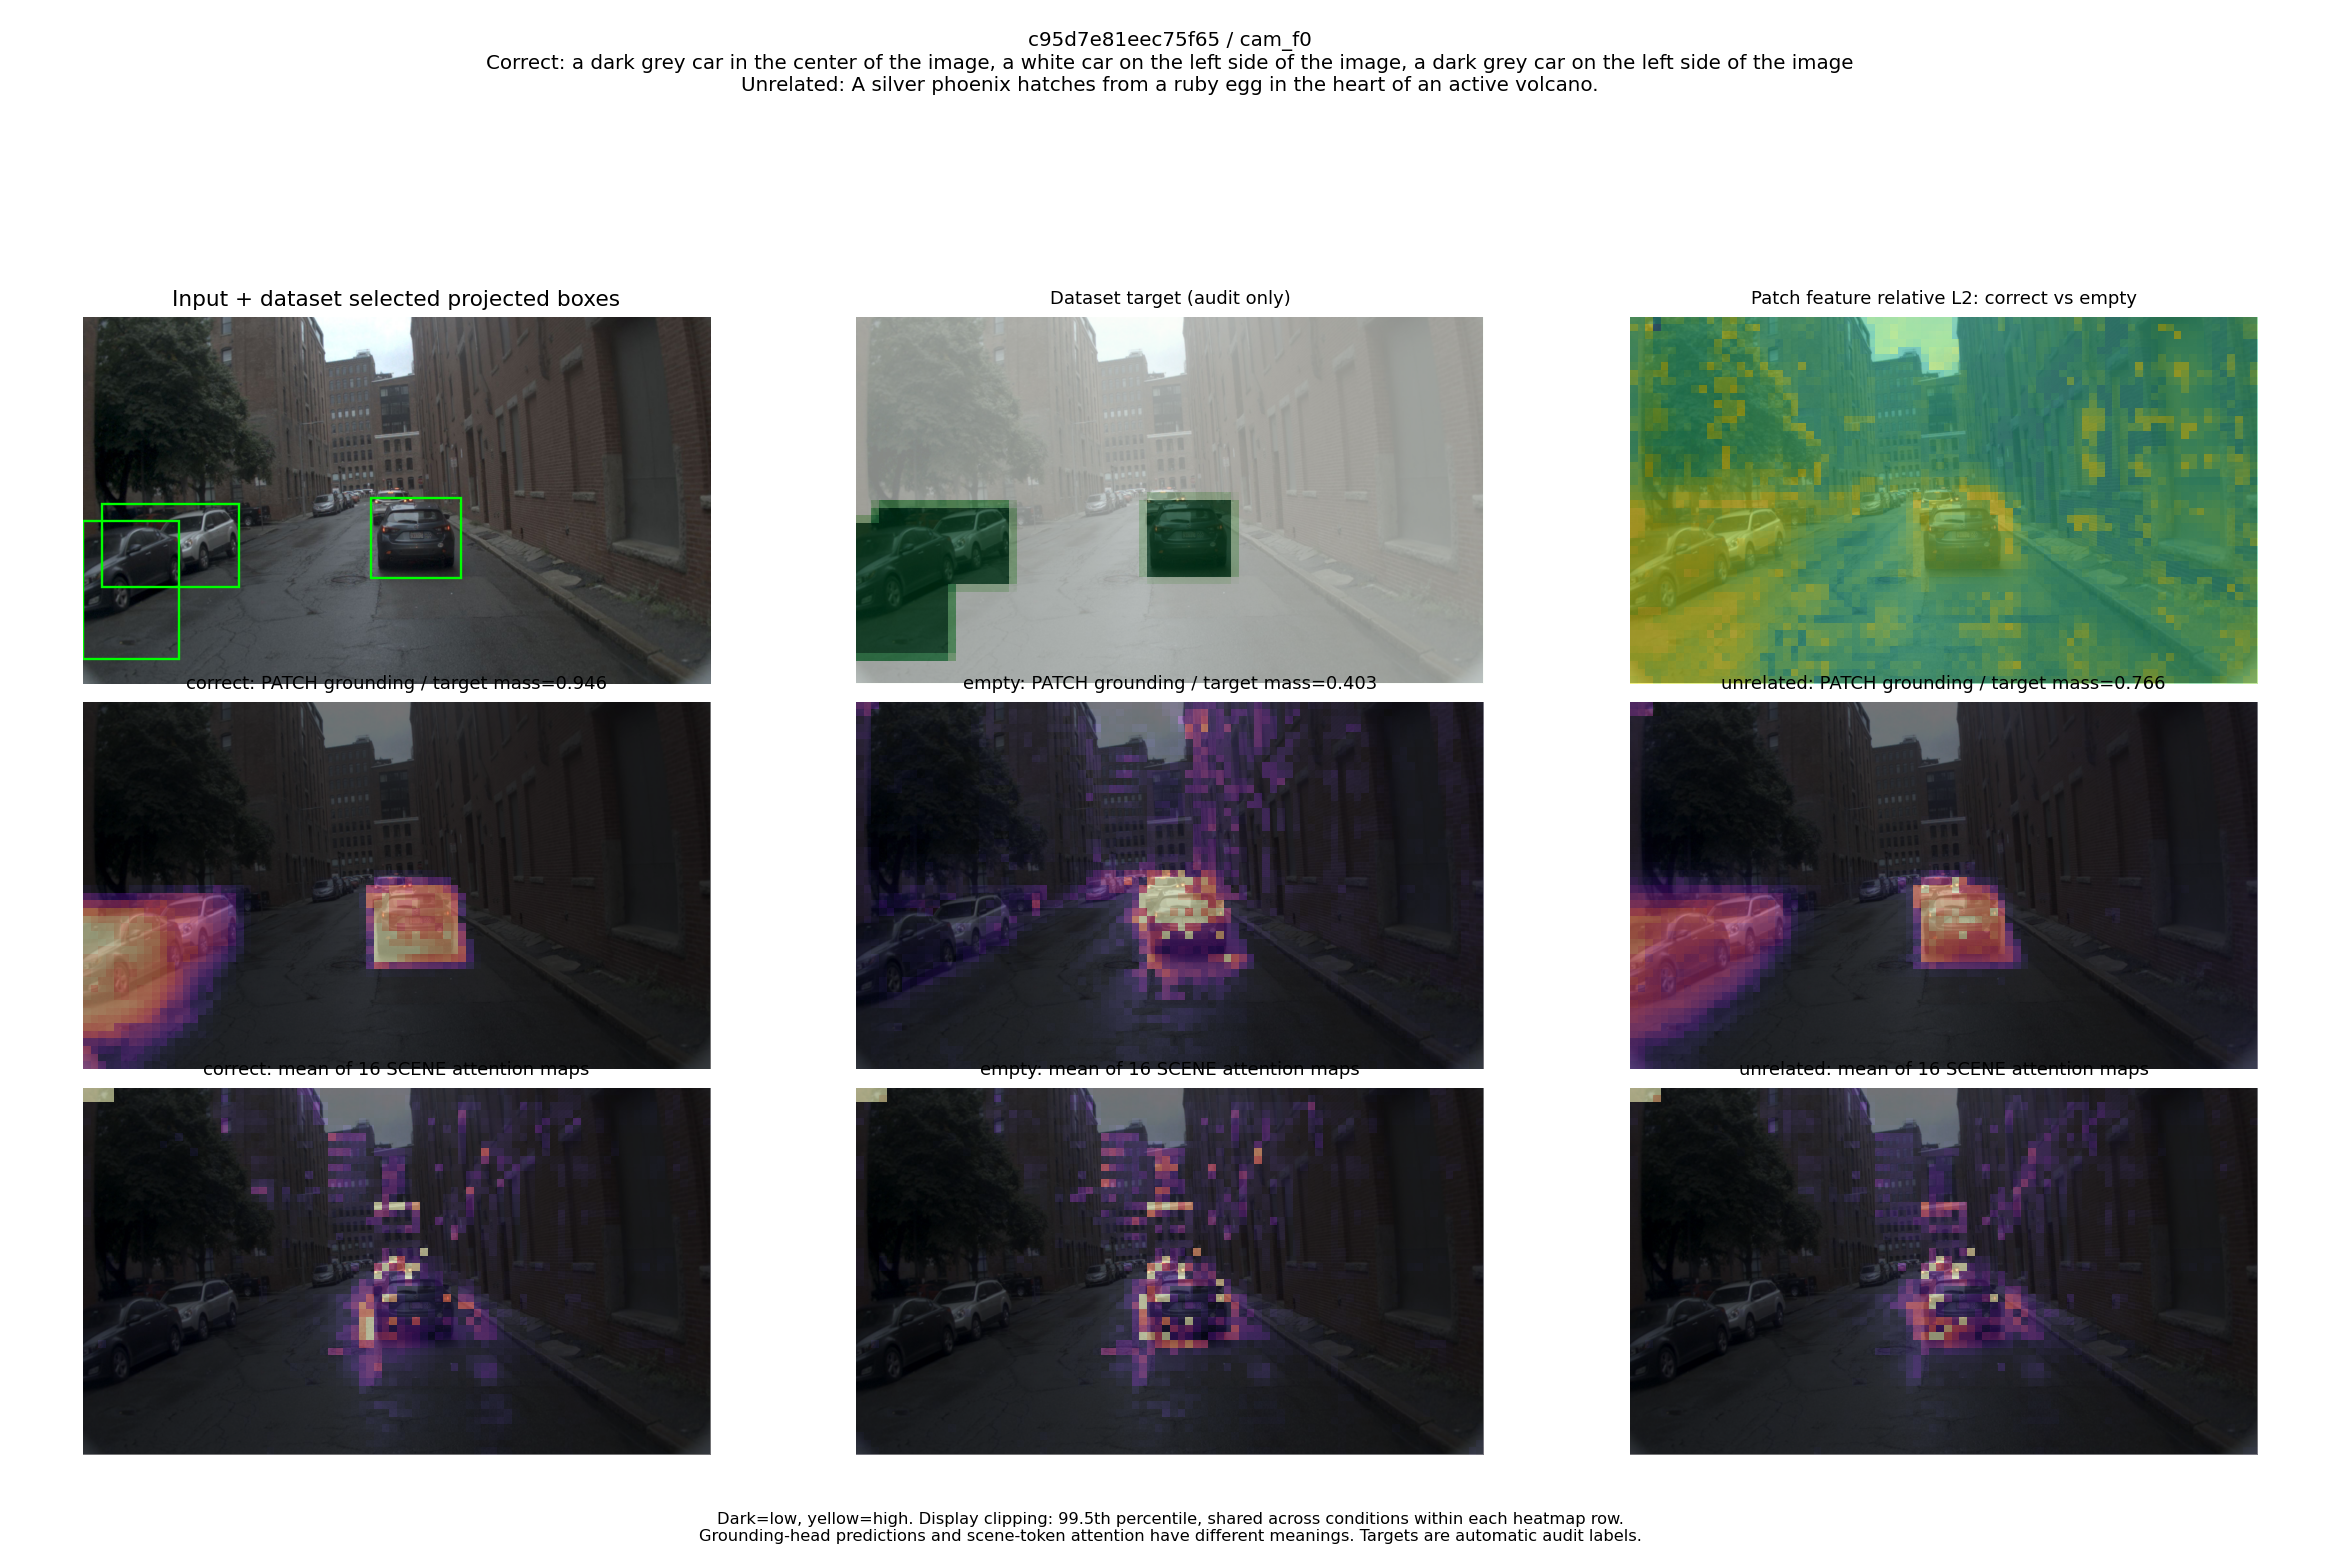 c95d7e81eec75f65 / cam_f0
Correct: a dark grey car in the center of the image, a white car on the left side of the image, a dark grey car on the left side of the image
Unrelated: A silver phoenix hatches from a ruby egg in the heart of an active volcano.
Input + dataset selected projected boxes
Dataset target (audit only)
Patch feature relative L2: correct vs empty
correct: PATCH grounding / target mass=0.946
empty: PATCH grounding / target mass=0.403
unrelated: PATCH grounding / target mass=0.766
correct: mean of 16 SCENE attention maps
empty: mean of 16 SCENE attention maps
unrelated: mean of 16 SCENE attention maps
Dark=low, yellow=high. Display clipping: 99.5th percentile, shared across conditions within each heatmap row.
Grounding-head predictions and scene-token attention have different meanings. Targets are automatic audit labels.